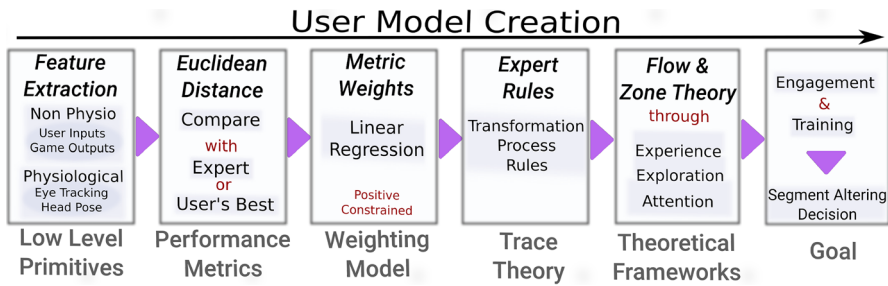 User Model Creation
Feature
Extraction
Non Physio
User Inputs
Game Outputs
Physiological
Eye Tracking
Head Pose
Low Level
Primitives
Euclidean
Distance
Compare
with
Expert
or
User's Best
Performance
Metrics
Metric
Weights
Linear
Regression
Positive
Constrained
Weighting
Model
Expert
Rules
Transformation
Process
Rules
Trace
Theory
Flow &
Zone Theory
through
Experience
Exploration
Attention
Theoretical
Frameworks
Engagement
&
Training
Segment Altering
Decision
Goal